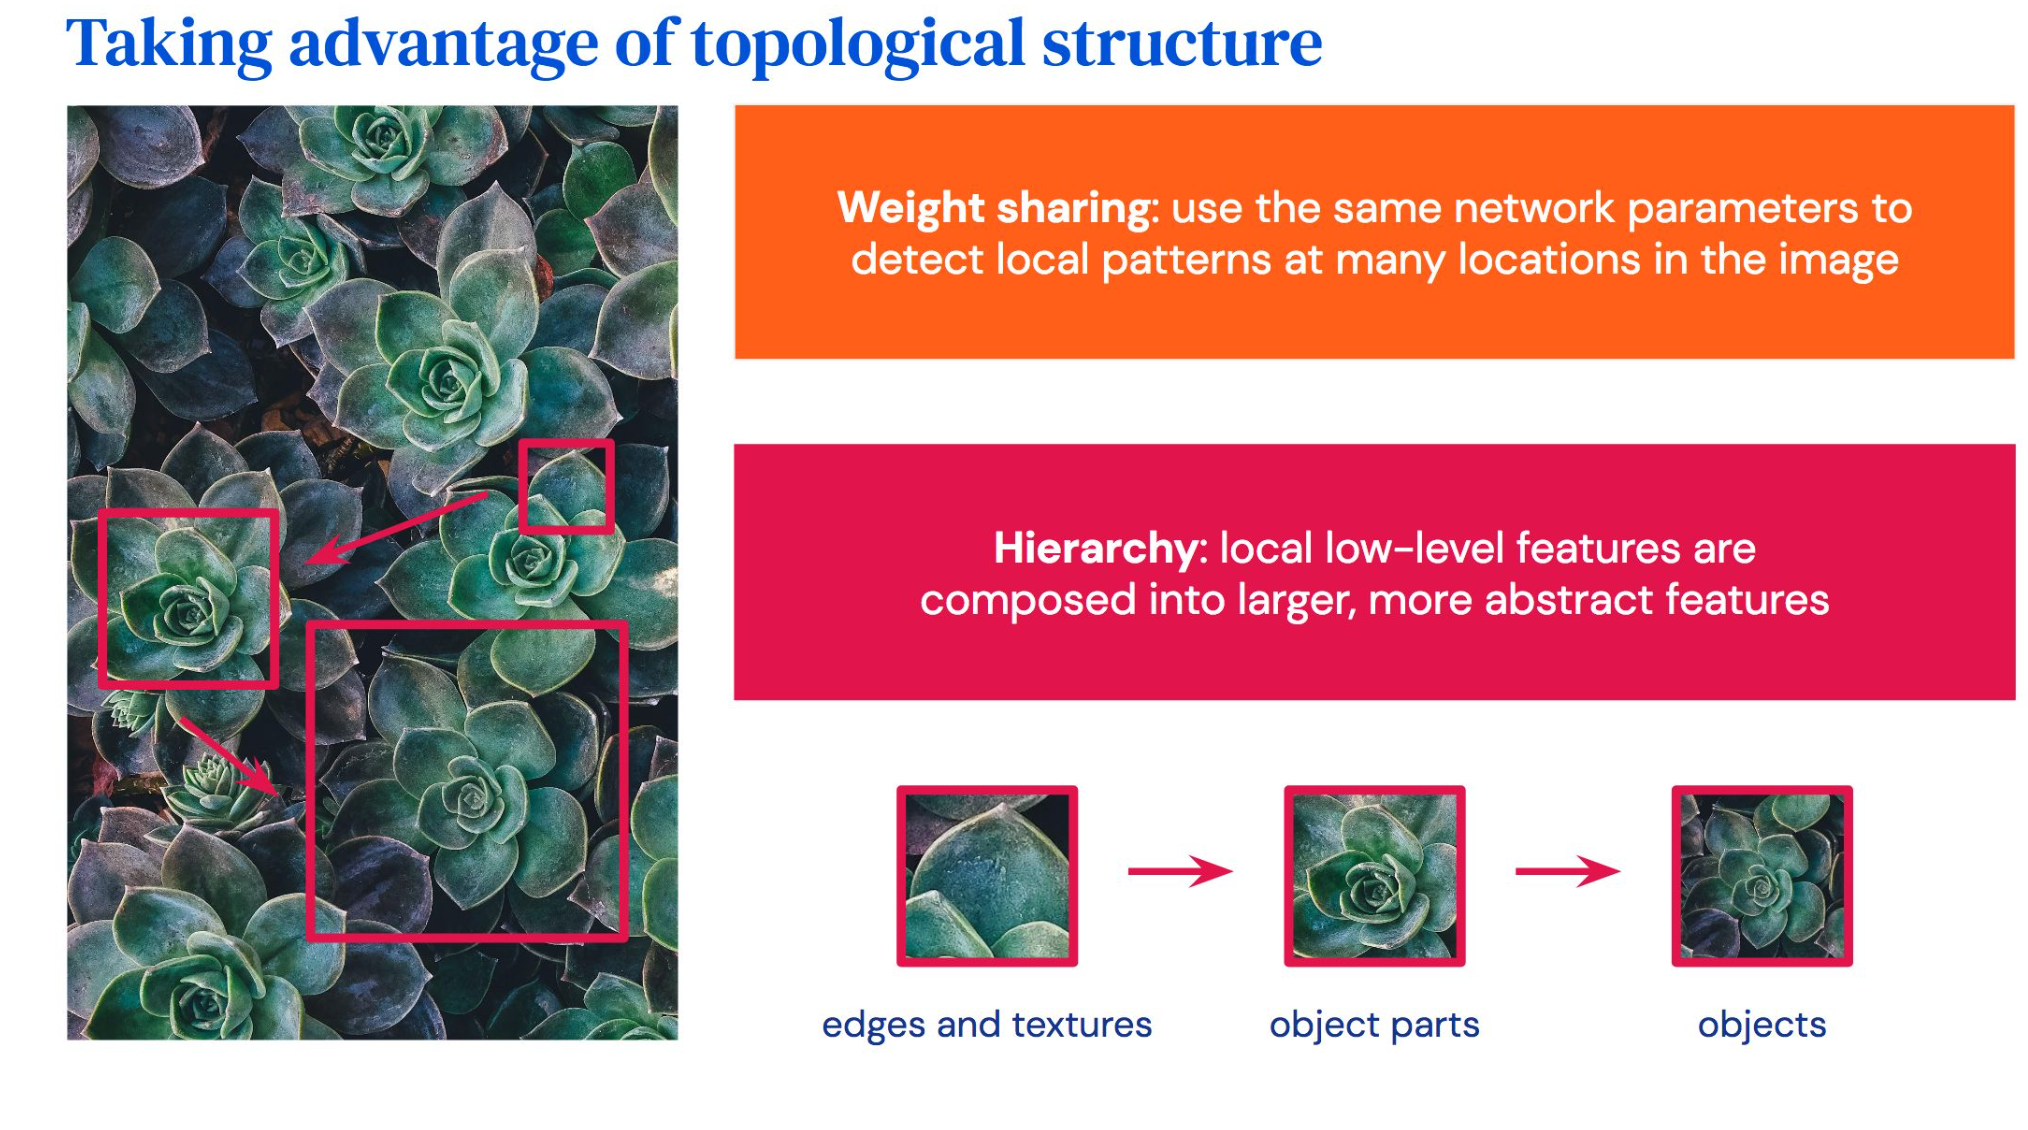 Taking advantage of topological structure
Weight sharing: use the same network parameters to
detect local patterns at many locations in the image
Hierarchy: local low-level features are
composed into larger, more abstract features
edges and textures
object parts
objects